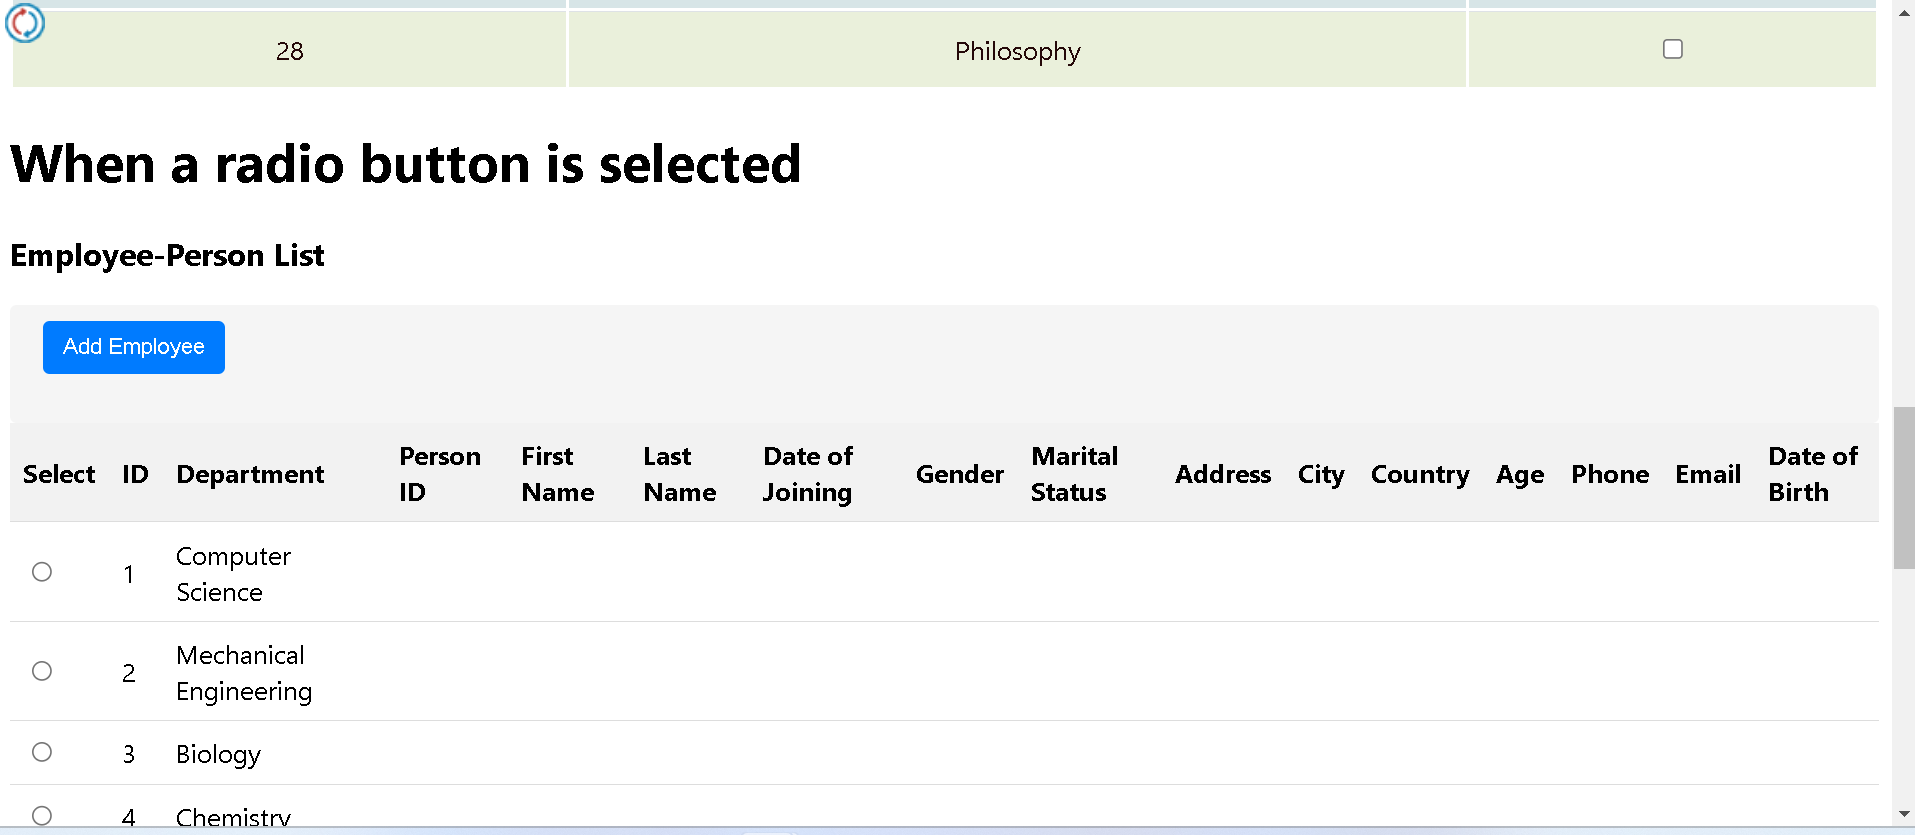 28 Philosophy
When a radio button is selected
Employee-Person List
Add Employee
Select ID Department Person ID First Name Last Name Date of Joining Gender Marital Status Address City Country Age Phone Email Date of Birth
1 Computer Science
2 Mechanical Engineering
3 Biology
4 Chemistry